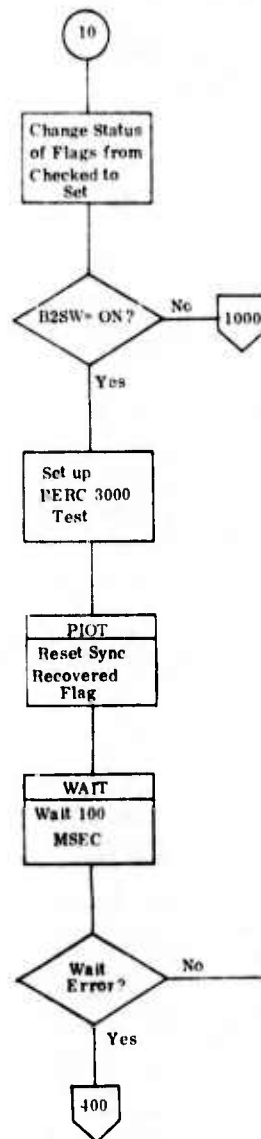 10
Change Status
of Flags from
Checked to
Set
B2SW= ON?
No
1000
Yes
Set up
PERC 3000
Test
PIOT
Reset Sync
Recovered
Flag
WAIT
Wait 100
MSEC
Wait
Error?
No
Yes
400